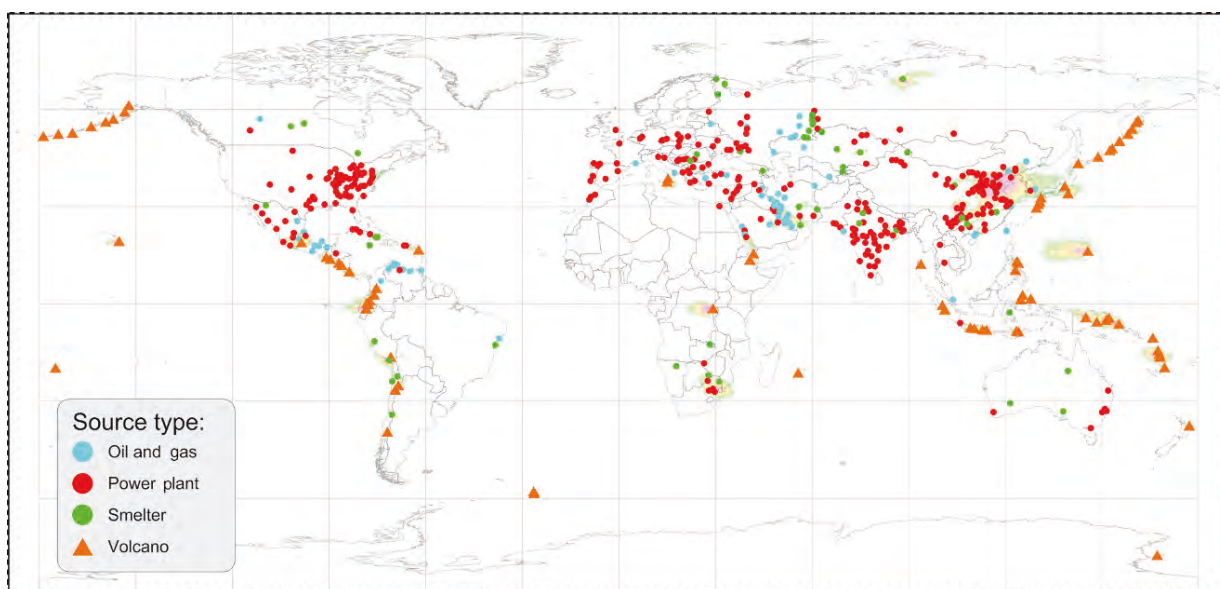 Source type:
Oil and gas
Power plant
Smelter
Volcano